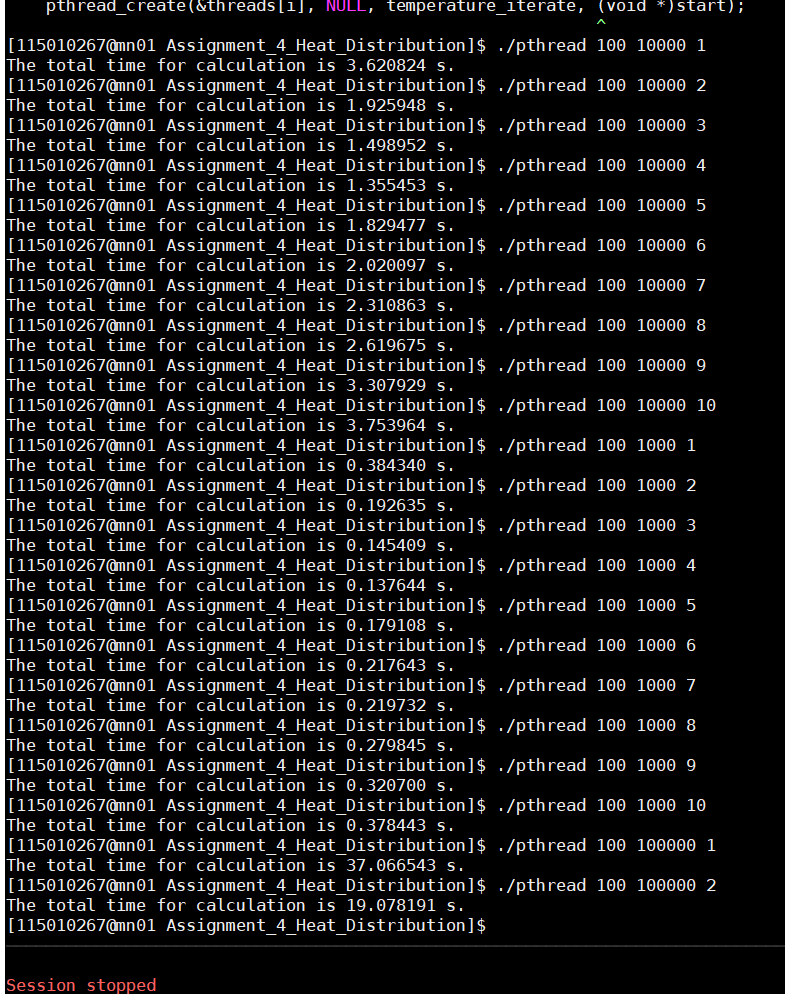 pthread_create(&threads[i], NULL, temperature_iterate, (void *)start);
^
[115010267@mn01 Assignment_4_Heat_Distribution]$ ./pthread 100 10000 1
The total time for calculation is 3.620824 s.
[115010267@mn01 Assignment_4_Heat_Distribution]$ ./pthread 100 10000 2
The total time for calculation is 1.925948 s.
[115010267@mn01 Assignment_4_Heat_Distribution]$ ./pthread 100 10000 3
The total time for calculation is 1.498952 s.
[115010267@mn01 Assignment_4_Heat_Distribution]$ ./pthread 100 10000 4
The total time for calculation is 1.355453 s.
[115010267@mn01 Assignment_4_Heat_Distribution]$ ./pthread 100 10000 5
The total time for calculation is 1.829477 s.
[115010267@mn01 Assignment_4_Heat_Distribution]$ ./pthread 100 10000 6
The total time for calculation is 2.020097 s.
[115010267@mn01 Assignment_4_Heat_Distribution]$ ./pthread 100 10000 7
The total time for calculation is 2.310863 s.
[115010267@mn01 Assignment_4_Heat_Distribution]$ ./pthread 100 10000 8
The total time for calculation is 2.619675 s.
[115010267@mn01 Assignment_4_Heat_Distribution]$ ./pthread 100 10000 9
The total time for calculation is 3.307929 s.
[115010267@mn01 Assignment_4_Heat_Distribution]$ ./pthread 100 10000 10
The total time for calculation is 3.753964 s.
[115010267@mn01 Assignment_4_Heat_Distribution]$ ./pthread 100 1000 1
The total time for calculation is 0.384340 s.
[115010267@mn01 Assignment_4_Heat_Distribution]$ ./pthread 100 1000 2
The total time for calculation is 0.192635 s.
[115010267@mn01 Assignment_4_Heat_Distribution]$ ./pthread 100 1000 3
The total time for calculation is 0.145409 s.
[115010267@mn01 Assignment_4_Heat_Distribution]$ ./pthread 100 1000 4
The total time for calculation is 0.137644 s.
[115010267@mn01 Assignment_4_Heat_Distribution]$ ./pthread 100 1000 5
The total time for calculation is 0.179108 s.
[115010267@mn01 Assignment_4_Heat_Distribution]$ ./pthread 100 1000 6
The total time for calculation is 0.217643 s.
[115010267@mn01 Assignment_4_Heat_Distribution]$ ./pthread 100 1000 7
The total time for calculation is 0.219732 s.
[115010267@mn01 Assignment_4_Heat_Distribution]$ ./pthread 100 1000 8
The total time for calculation is 0.279845 s.
[115010267@mn01 Assignment_4_Heat_Distribution]$ ./pthread 100 1000 9
The total time for calculation is 0.320700 s.
[115010267@mn01 Assignment_4_Heat_Distribution]$ ./pthread 100 1000 10
The total time for calculation is 0.378443 s.
[115010267@mn01 Assignment_4_Heat_Distribution]$ ./pthread 100 100000 1
The total time for calculation is 37.066543 s.
[115010267@mn01 Assignment_4_Heat_Distribution]$ ./pthread 100 100000 2
The total time for calculation is 19.078191 s.
[115010267@mn01 Assignment_4_Heat_Distribution]$
Session stopped